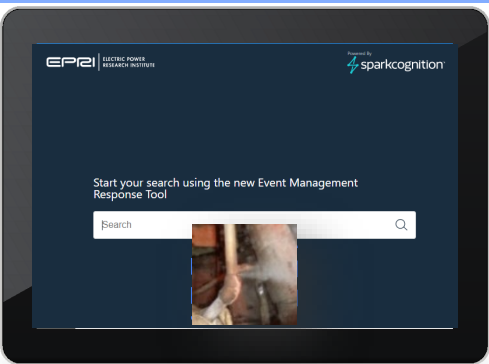 EPRI
ELECTRIC POWER
RESEARCH INSTITUTE
Powered By
sparkcognition
Start your search using the new Event Management
Response Tool
Search